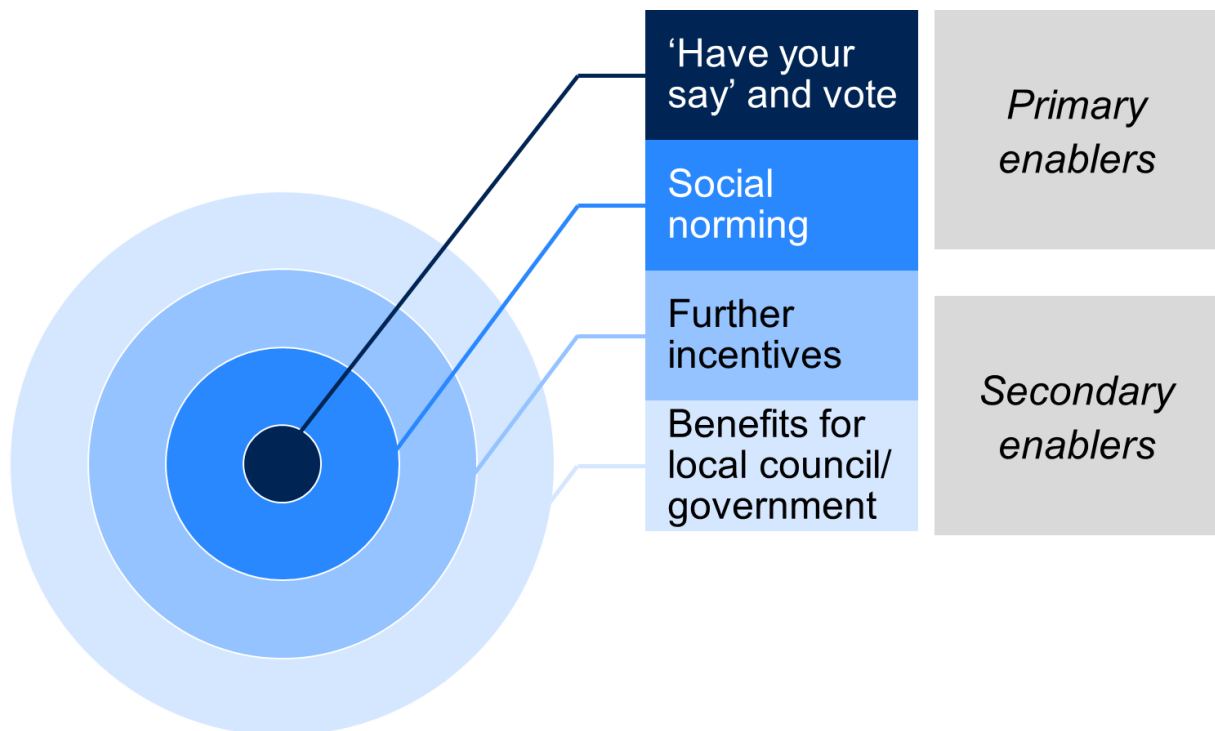 ‘Have your
say’ and vote
Social
norming
Further
incentives
Benefits for
local council/
government
Primary
enablers
Secondary
enablers